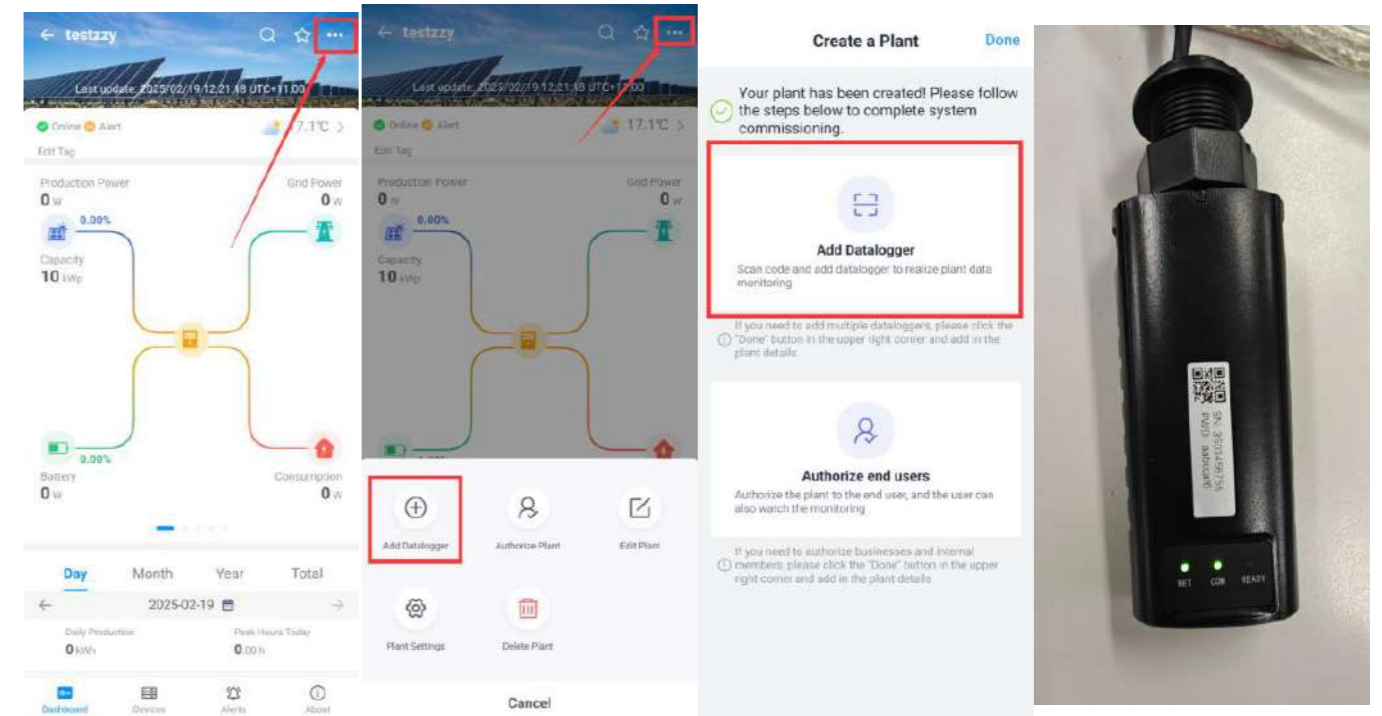 testzzy
Last update: 2025/02/19 12:21:18 UTC+11:00
Online Alert
17.1°C
Edit Tag
Production Power
0 w
Grid Power
0 w
0.00%
Capacity
10 kWp
0.00%
Battery
0 w
Consumption
0 w
Day Month Year Total
2025-02-19
Daily Production
0 kWh
Peak Hours Today
0.00 h
Dashboard Devices Alerts About
testzzy
Last update: 2025/02/19 12:21:18 UTC+11:00
Online Alert
17.1°C
Edit Tag
Production Power
0 w
Grid Power
0 w
0.00%
Capacity
10 kWp
Add Datalogger
Authorize Plant
Edit Plant
Plant Settings
Delete Plant
Cancel
Create a Plant
Done
Your plant has been created! Please follow
the steps below to complete system
commissioning.
Add Datalogger
Scan code and add datalogger to realize plant data
monitoring
If you need to add multiple dataloggers, please click the
"Done" button in the upper right corner and add in the
plant details
Authorize end users
Authorize the plant to the end user, and the user can
also watch the monitoring
If you need to authorize businesses and internal
members, please click the "Done" button in the upper
right corner and add in the plant details
SN:
PWD:
NET COM READY